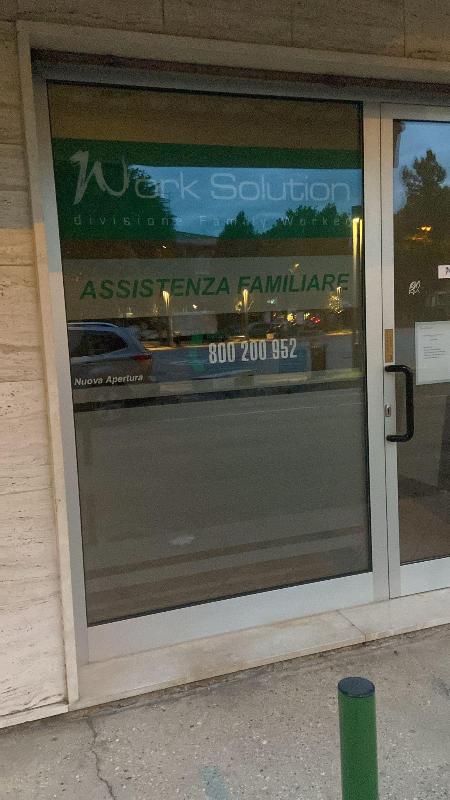 Work Solution
divisione Family Worker
ASSISTENZA FAMILIARE
800 200 952
Nuova Apertura